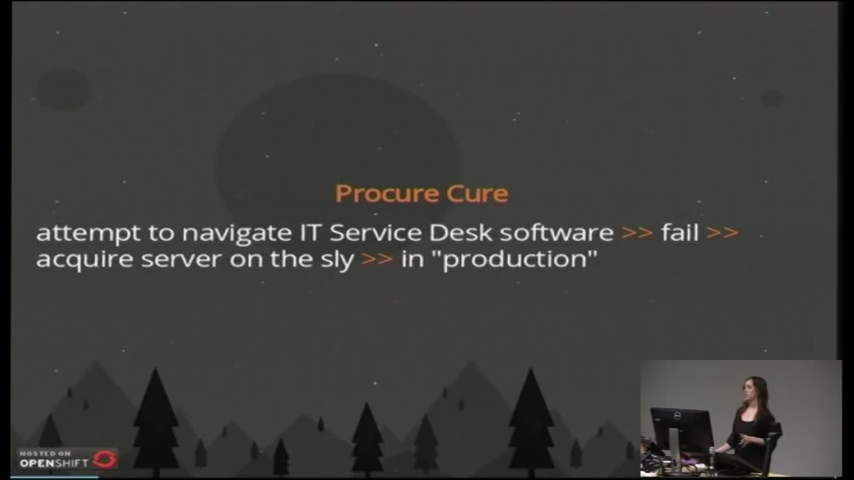 Procure Cure
attempt to navigate IT Service Desk software >> fail >>
acquire server on the sly >> in "production"
HOSTED ON
OPENSHIFT
DELL